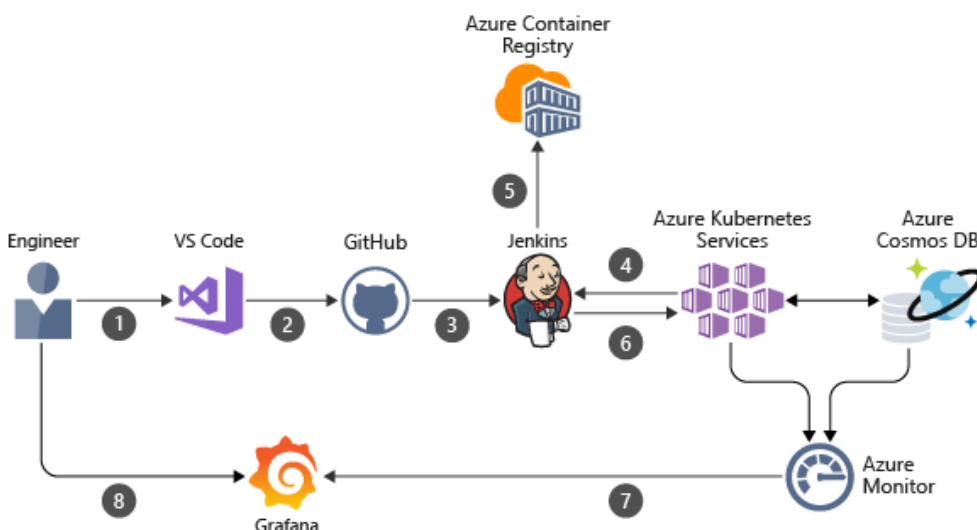 Azure Container
Registry
5
Engineer
VS Code
GitHub
Jenkins
Azure Kubernetes
Services
Azure
Cosmos DB
4
1
2
3
6
Azure
Monitor
8
7
Grafana